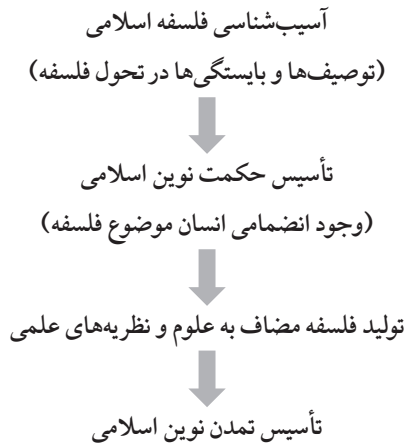 آسیب‌شناسی فلسفه اسلامی
(توصیف‌ها و بایستگی‌ها در تحول فلسفه)
تأسیس حکمت نوین اسلامی
(وجود انضمامی انسان موضوع فلسفه)
تولید فلسفه مضاف به علوم و نظریه‌های علمی
تأسیس تمدن نوین اسلامی